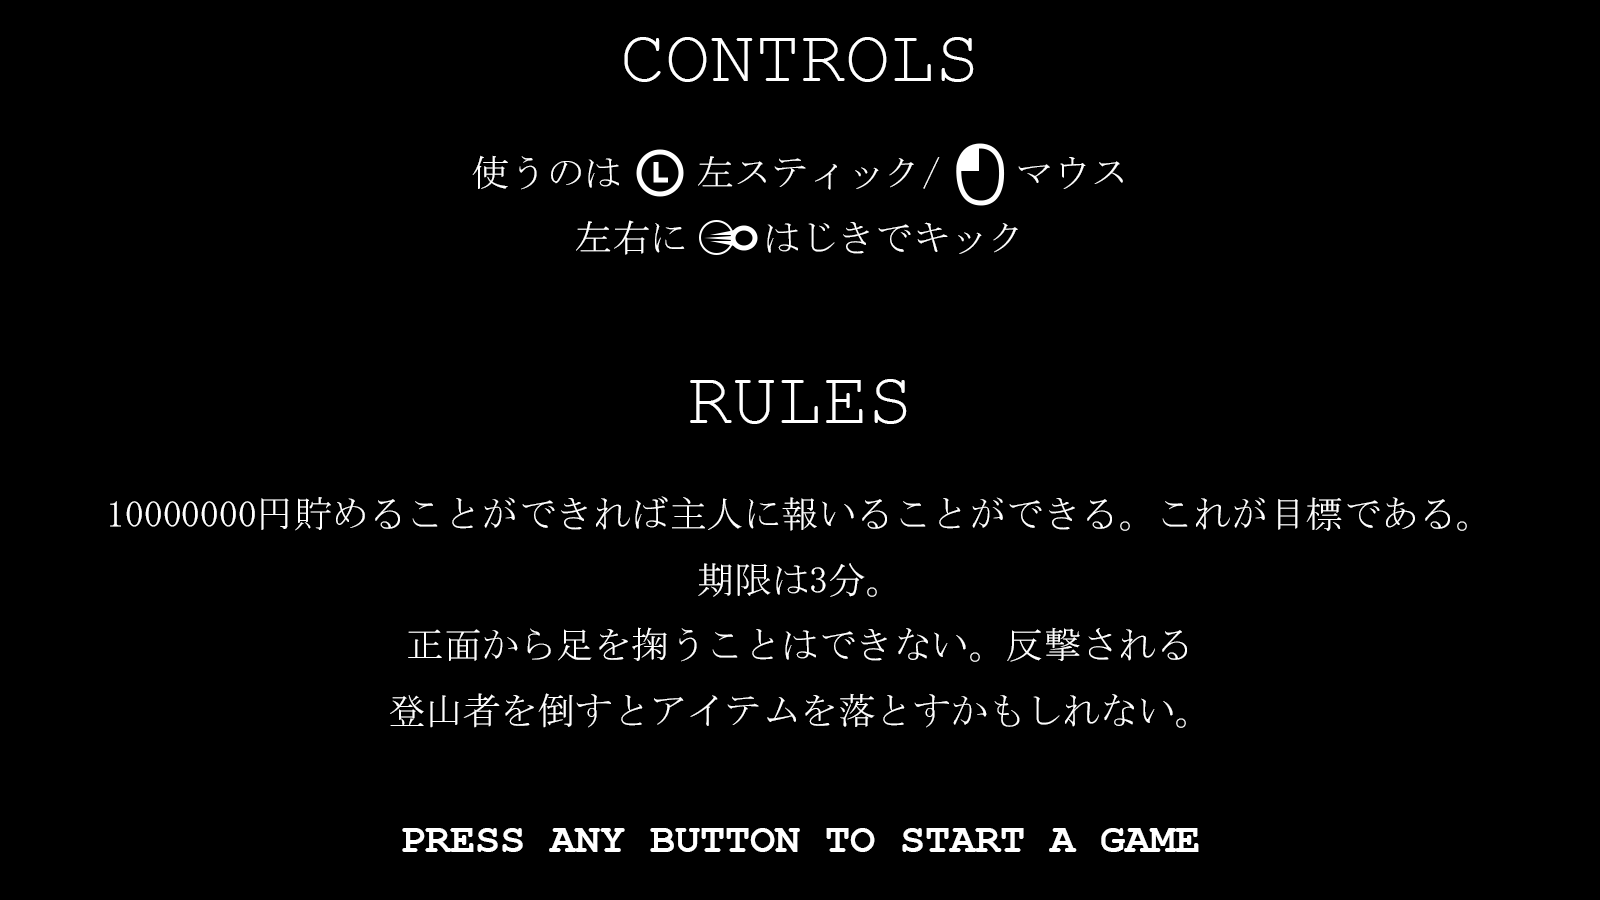 CONTROLS
使うのは L 左スティック/ マウス
左右に はじきでキック
RULES
10000000円貯めることができれば主人に報いることができる。これが目標である。
期限は3分。
正面から足を掬うことはできない。反撃される
登山者を倒すとアイテムを落とすかもしれない。
PRESS ANY BUTTON TO START A GAME